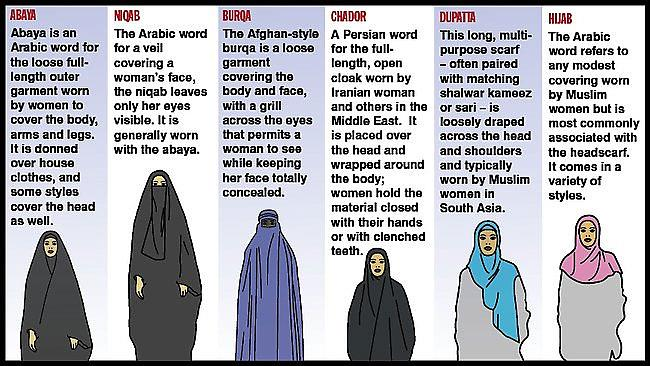 ABAYA
Abaya is an
Arabic word for
the loose full-
length outer
garment worn
by women to
cover the body,
arms and legs.
It is donned
over house
clothes, and
some styles
cover the head
as well.
NIQAB
The Arabic word
for a veil
covering a
woman's face,
the niqab leaves
only her eyes
visible. It is
generally worn
with the abaya.
BURQA
The Afghan-style
burqa is a loose
garment
covering the
body and face,
with a grill
across the eyes
that permits a
woman to see
while keeping
her face totally
concealed.
CHADOR
A Persian word
for the full-
length, open
cloak worn by
Iranian woman
and others in the
Middle East. It
is placed over
the head and
wrapped around
the body;
women hold the
material closed
with their hands
or with clenched
teeth.
DUPATTA
This long, multi-
purpose scarf
– often paired
with matching
shalwar kameez
or sari – is
loosely draped
across the head
and shoulders
and typically
worn by Muslim
women in
South Asia.
HIJAB
The Arabic
word refers to
any modest
covering worn
by Muslim
women but is
most commonly
associated with
the headscarf.
It comes in a
variety of
styles.